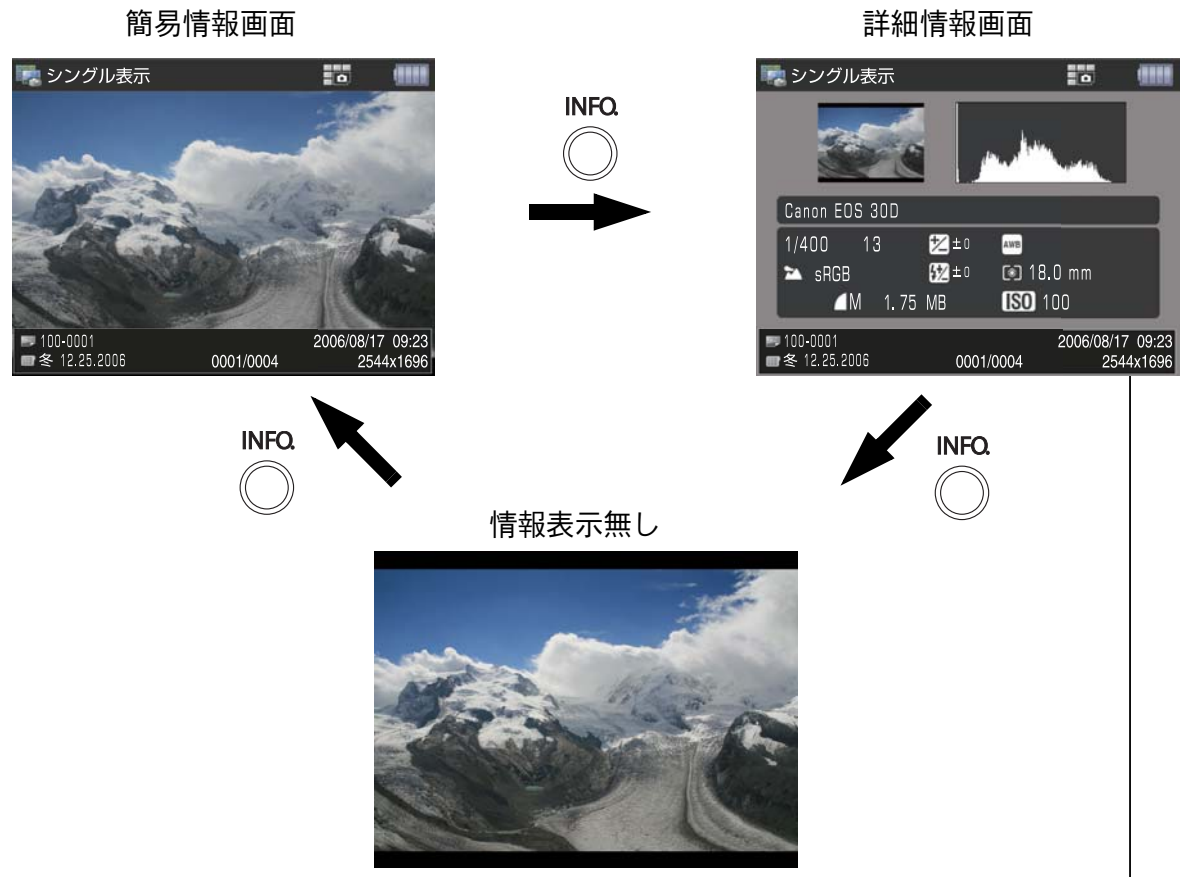 簡易情報画面
詳細情報画面
シングル表示
100-0001 2006/08/17 09:23
冬 12.25.2006 0001/0004 2544x1696
INFO.
シングル表示
Canon EOS 30D
1/400 13 ±0 AWB
sRGB ±0 18.0 mm
M 1.75 MB ISO 100
100-0001 2006/08/17 09:23
冬 12.25.2006 0001/0004 2544x1696
INFO.
INFO.
情報表示無し